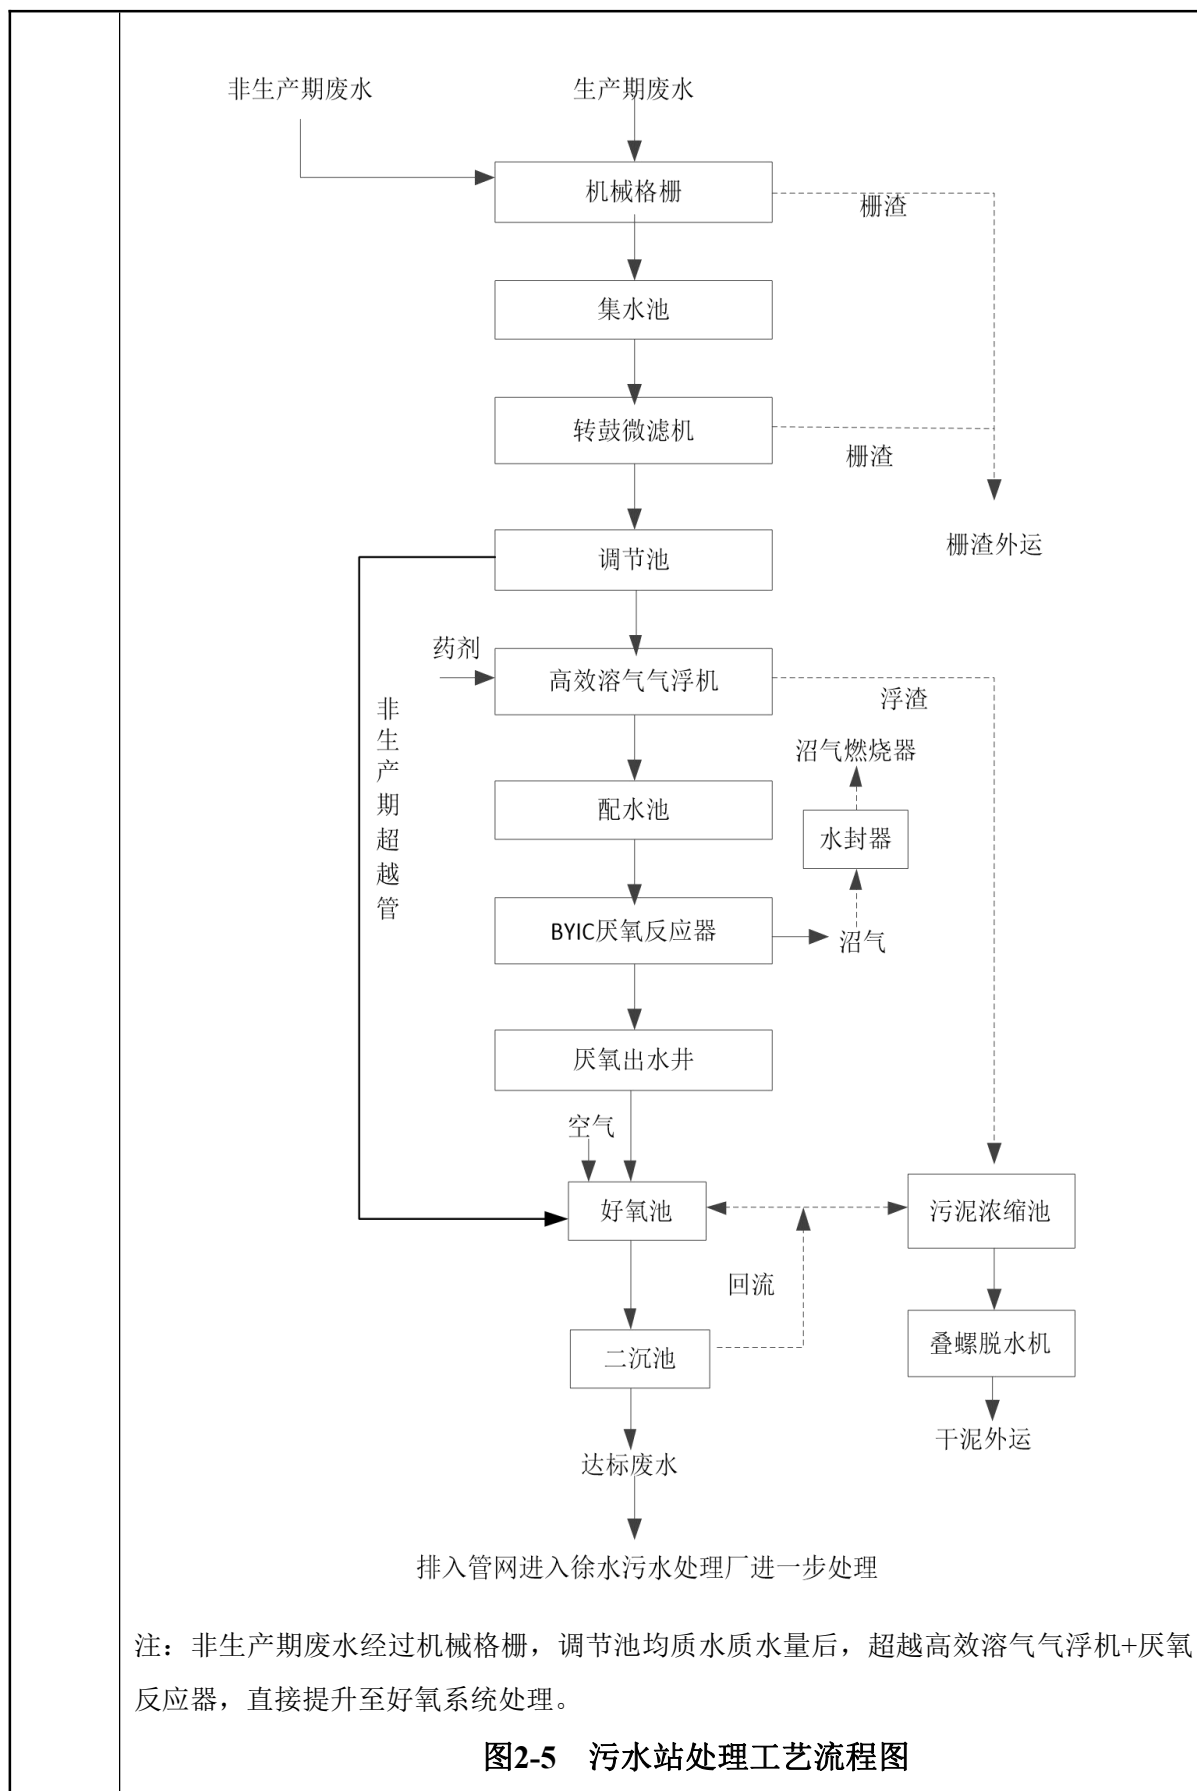 非生产期废水
生产期废水
机械格栅
栅渣
集水池
转鼓微滤机
栅渣
栅渣外运
调节池
药剂
高效溶气气浮机
浮渣
非生产期超越管
沼气燃烧器
配水池
水封器
BYIC厌氧反应器
沼气
厌氧出水井
空气
好氧池
污泥浓缩池
回流
二沉池
叠螺脱水机
干泥外运
达标废水
排入管网进入徐水污水处理厂进一步处理
注：非生产期废水经过机械格栅，调节池均质水质水量后，超越高效溶气气浮机+厌氧
反应器，直接提升至好氧系统处理。
图2-5 污水站处理工艺流程图